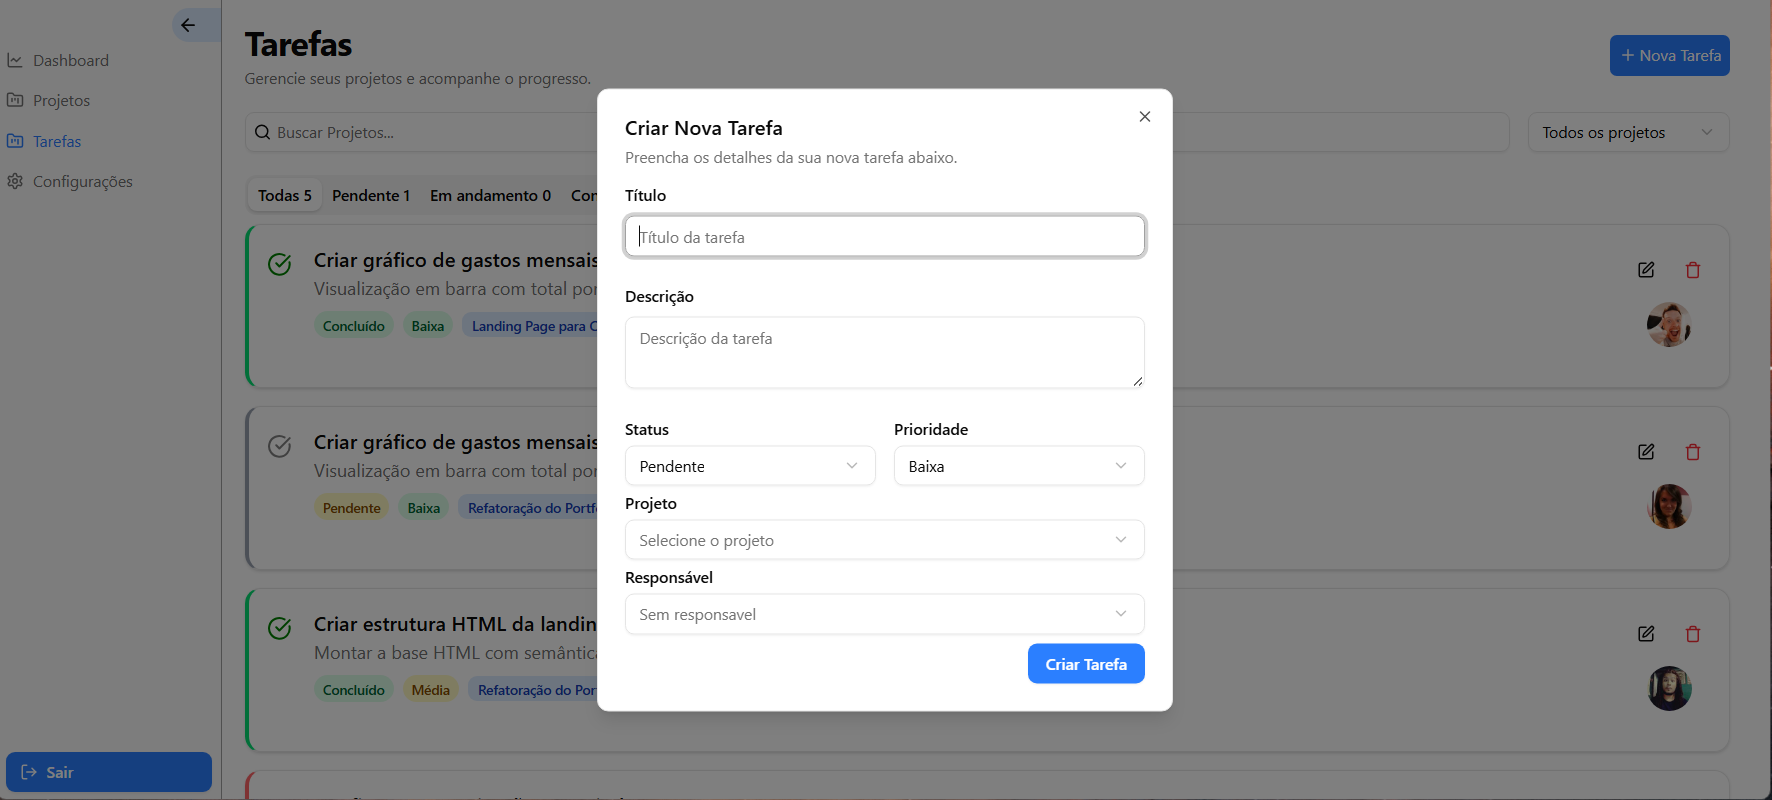 Dashboard
Projetos
Tarefas
Configurações
Sair
Tarefas
Gerencie seus projetos e acompanhe o progresso.
+ Nova Tarefa
Buscar Projetos...
Todos os projetos
Todas 5
Pendente 1
Em andamento 0
Con
Criar gráfico de gastos mensais
Visualização em barra com total por
Concluído
Baixa
Landing Page para C
Criar gráfico de gastos mensais
Visualização em barra com total por
Pendente
Baixa
Refatoração do Portf
Criar estrutura HTML da landin
Montar a base HTML com semântica
Concluído
Média
Refatoração do Por
Criar Nova Tarefa
Preencha os detalhes da sua nova tarefa abaixo.
Título
Título da tarefa
Descrição
Descrição da tarefa
Status
Prioridade
Pendente
Baixa
Projeto
Selecione o projeto
Responsável
Sem responsavel
Criar Tarefa